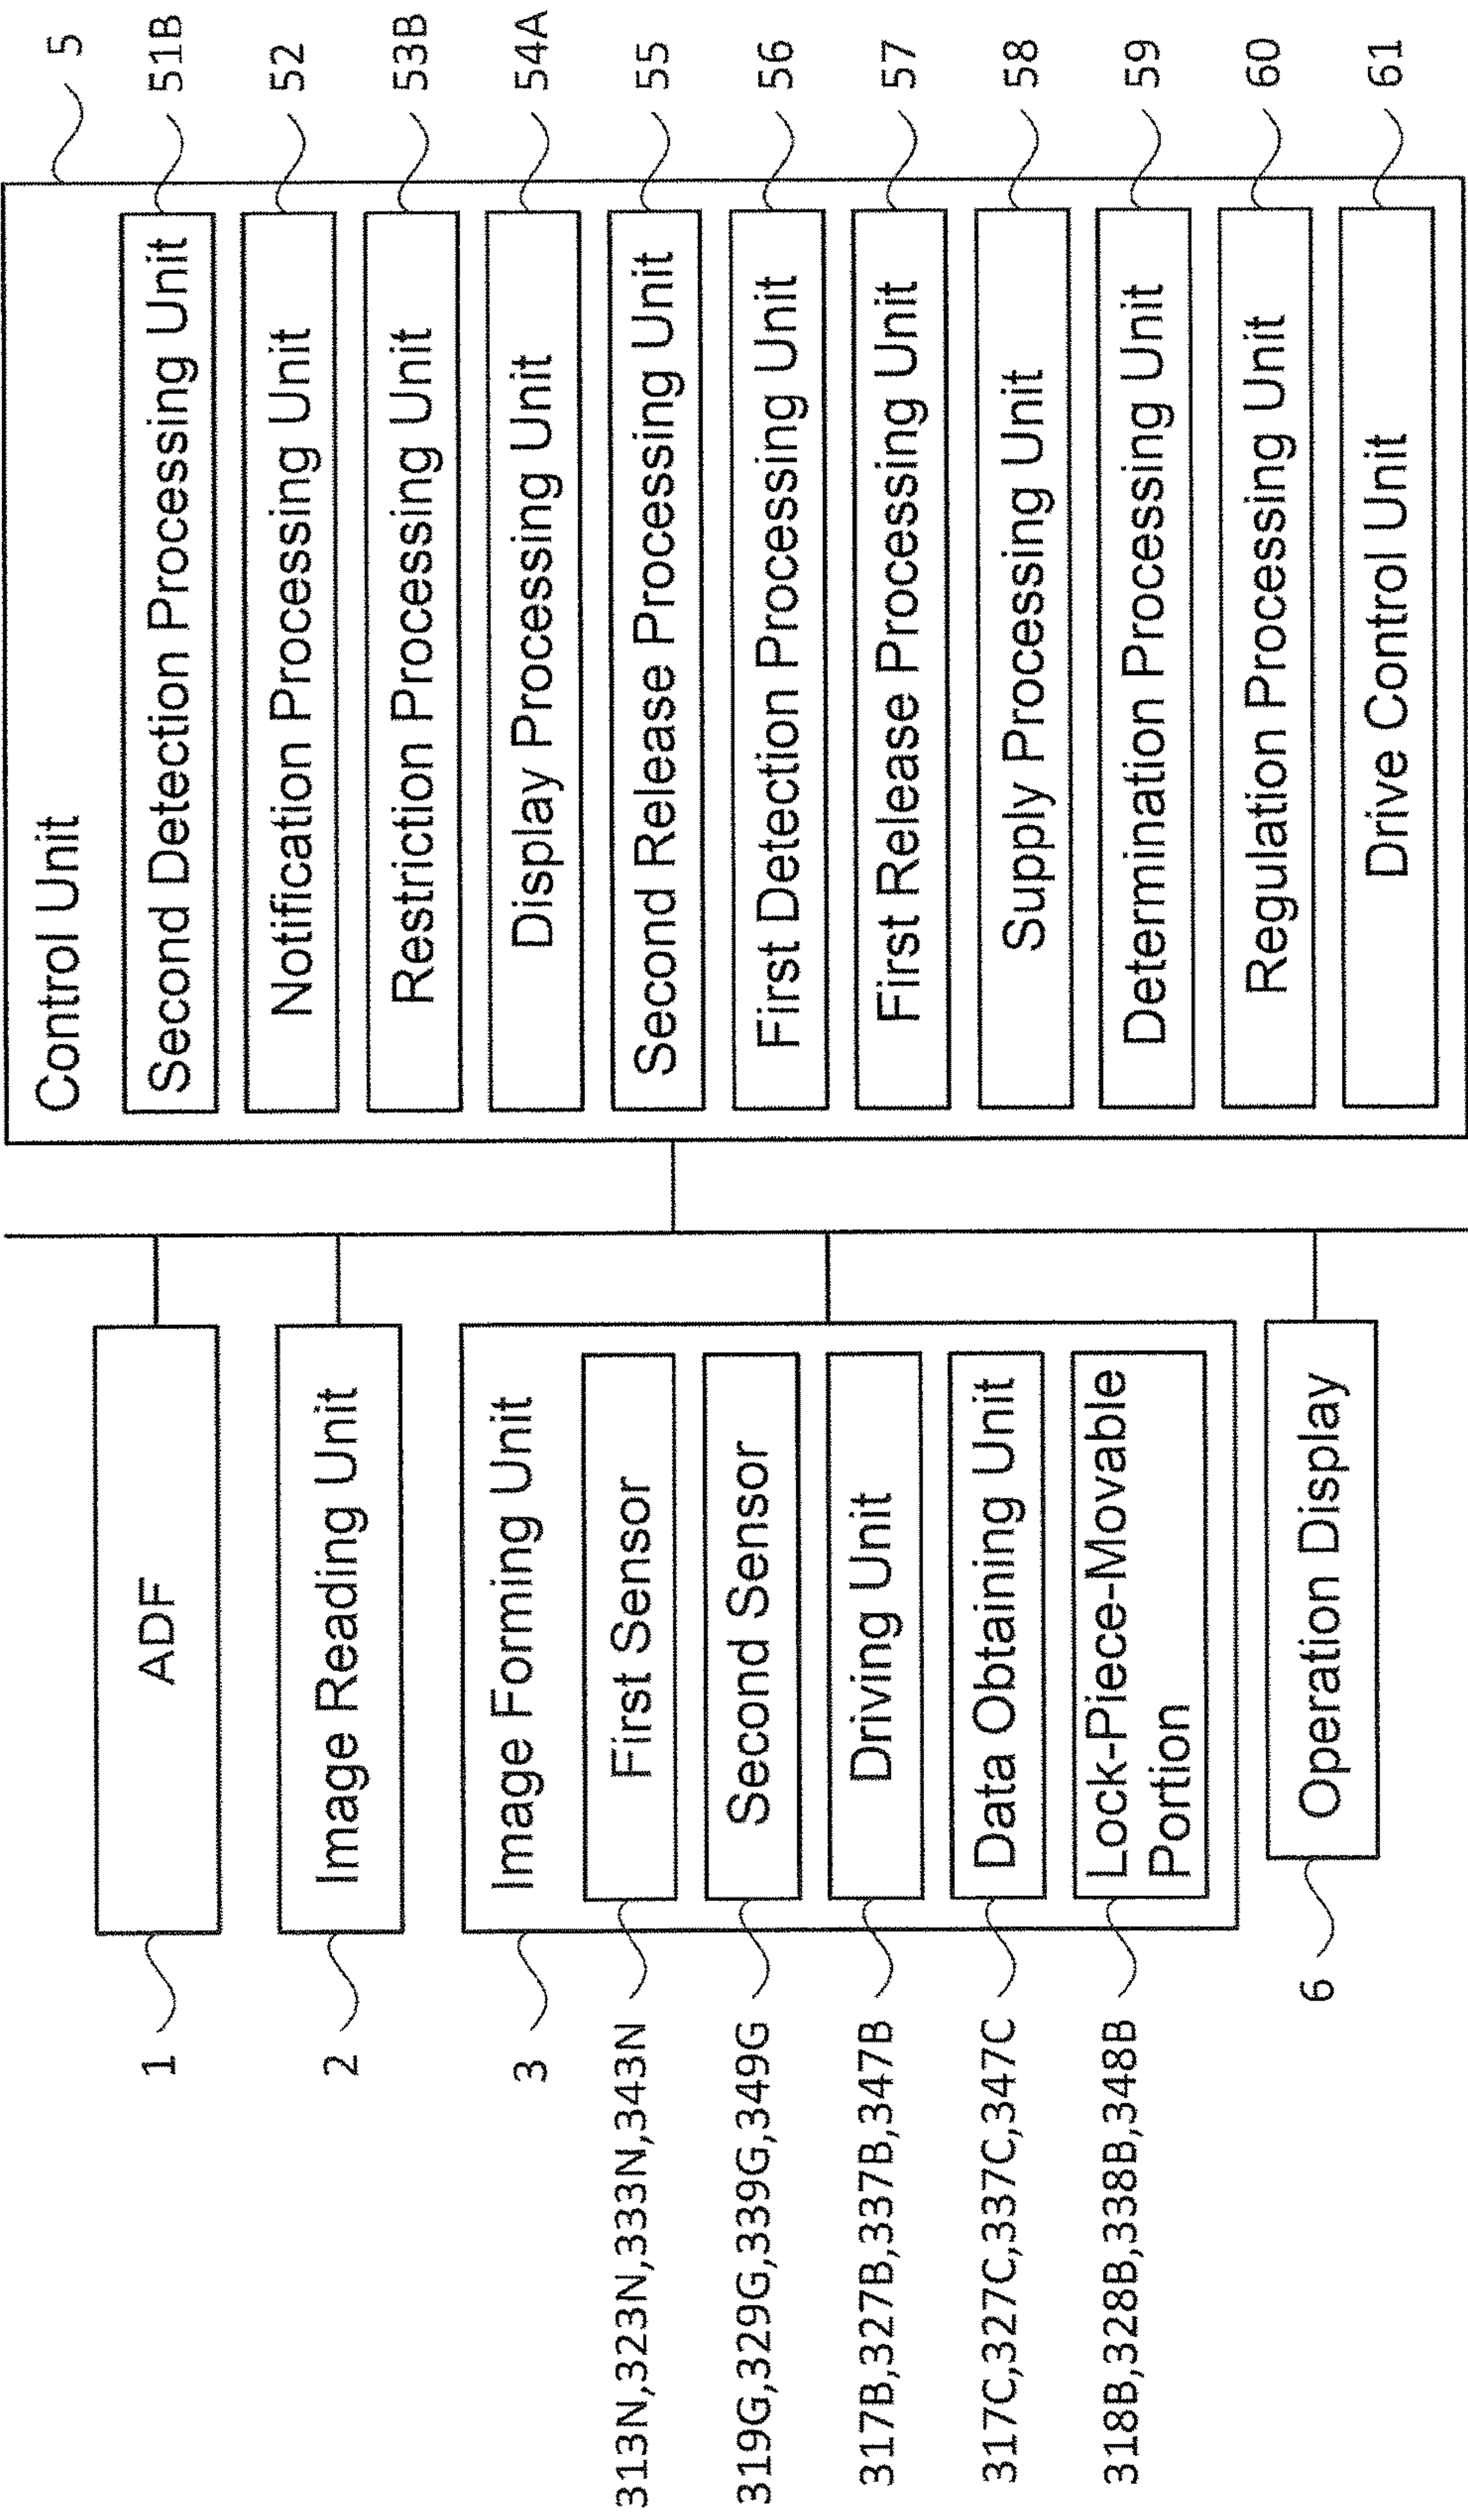 1
ADF
2
Image Reading Unit
3
Image Forming Unit
313N,323N,333N,343N
First Sensor
319G,329G,339G,349G
Second Sensor
317B,327B,337B,347B
Driving Unit
317C,327C,337C,347C
Data Obtaining Unit
318B,328B,338B,348B
Lock-Piece-Movable
Portion
6
Operation Display
Control Unit
5
Second Detection Processing Unit
51B
Notification Processing Unit
52
Restriction Processing Unit
53B
Display Processing Unit
54A
Second Release Processing Unit
55
First Detection Processing Unit
56
First Release Processing Unit
57
Supply Processing Unit
58
Determination Processing Unit
59
Regulation Processing Unit
60
Drive Control Unit
61